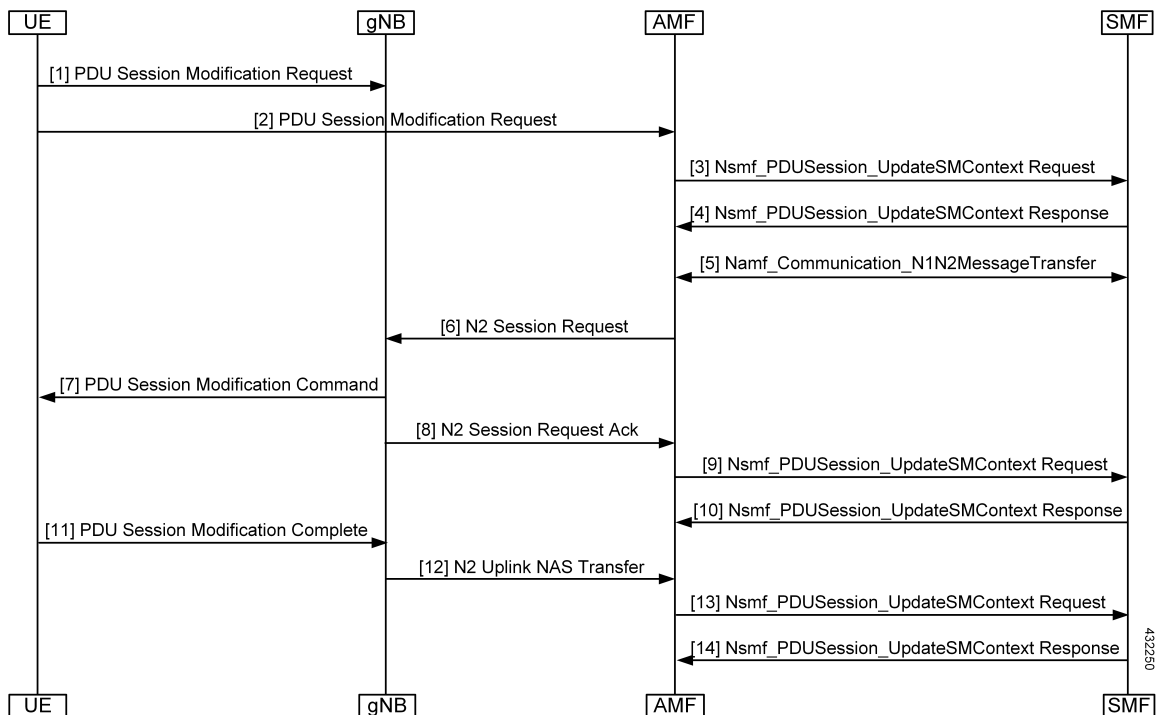 UE gNB AMF SMF
[1] PDU Session Modification Request
[2] PDU Session Modification Request
[3] Nsmf_PDUSession_UpdateSMContext Request
[4] Nsmf_PDUSession_UpdateSMContext Response
[5] Namf_Communication_N1N2MessageTransfer
[6] N2 Session Request
[7] PDU Session Modification Command
[8] N2 Session Request Ack
[9] Nsmf_PDUSession_UpdateSMContext Request
[10] Nsmf_PDUSession_UpdateSMContext Response
[11] PDU Session Modification Complete
[12] N2 Uplink NAS Transfer
[13] Nsmf_PDUSession_UpdateSMContext Request
[14] Nsmf_PDUSession_UpdateSMContext Response
432250
UE gNB AMF SMF